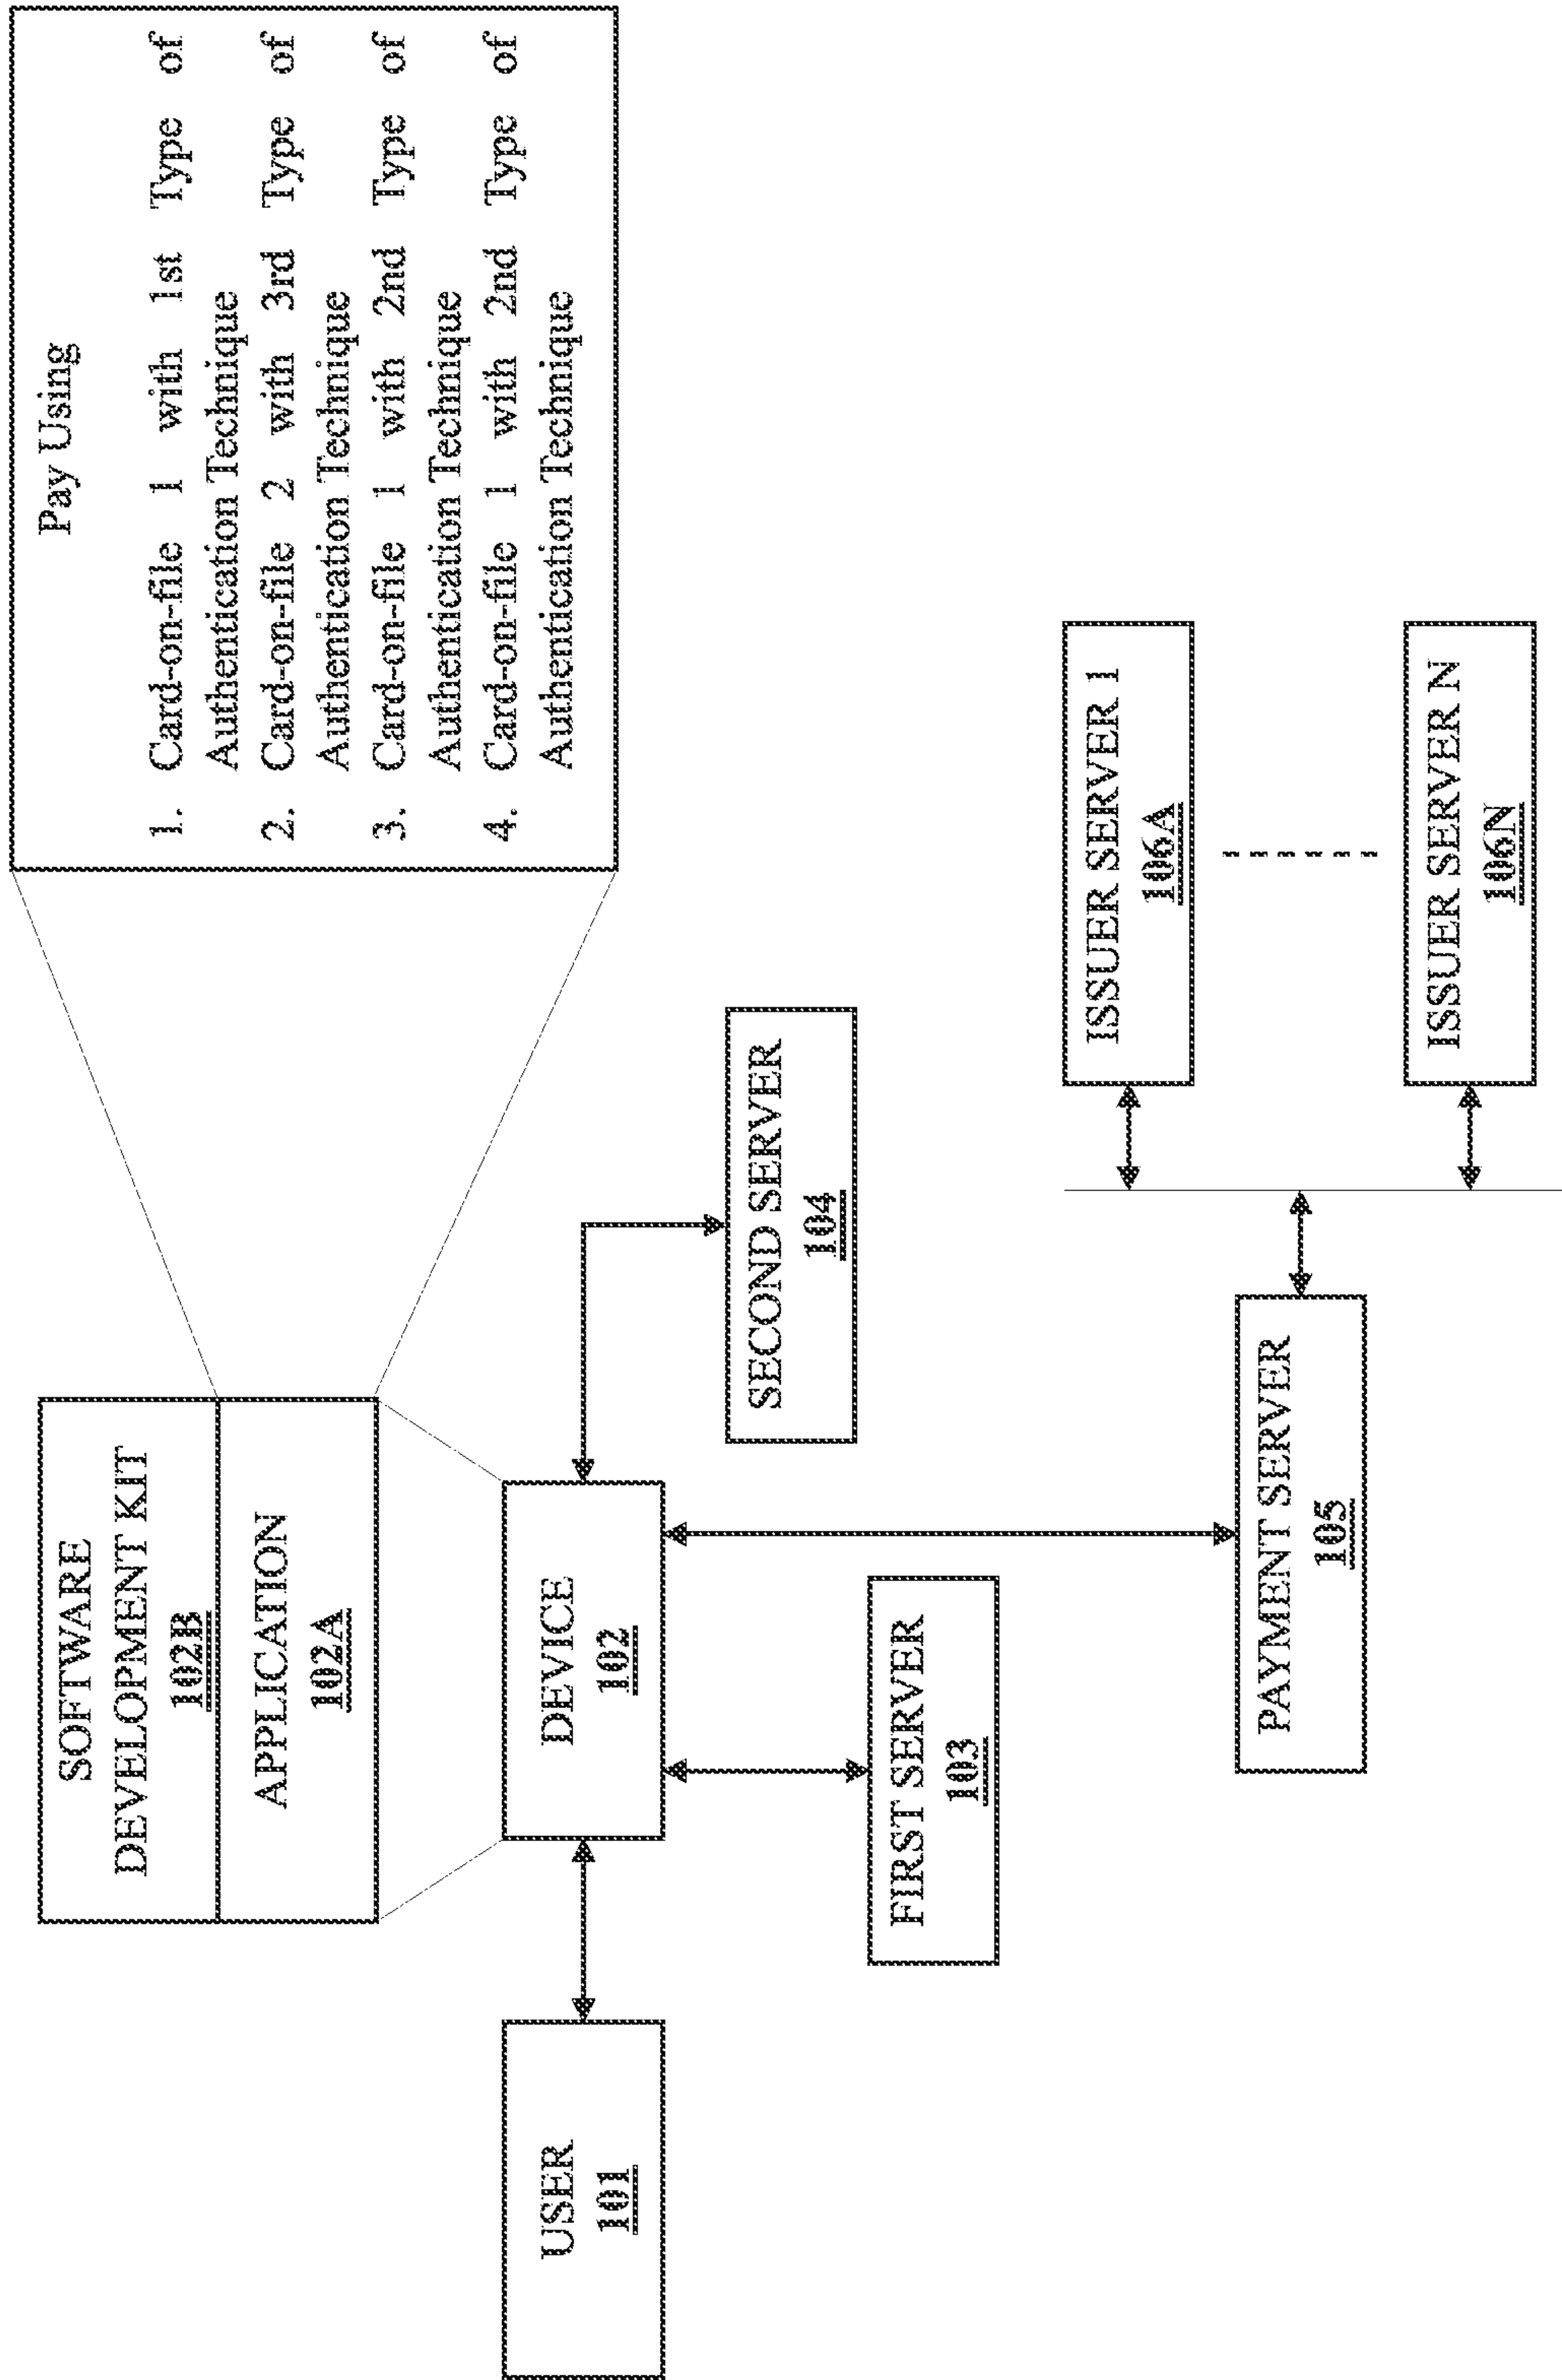 Pay Using
1. Card-on-file 1 with 1st Type of
Authentication Technique
2. Card-on-file 2 with 3rd Type of
Authentication Technique
3. Card-on-file 1 with 2nd Type of
Authentication Technique
4. Card-on-file 1 with 2nd Type of
Authentication Technique
SOFTWARE
DEVELOPMENT KIT
102B
APPLICATION
102A
USER
101
DEVICE
102
SECOND SERVER
104
FIRST SERVER
103
PAYMENT SERVER
105
ISSUER SERVER 1
106A
ISSUER SERVER N
106N